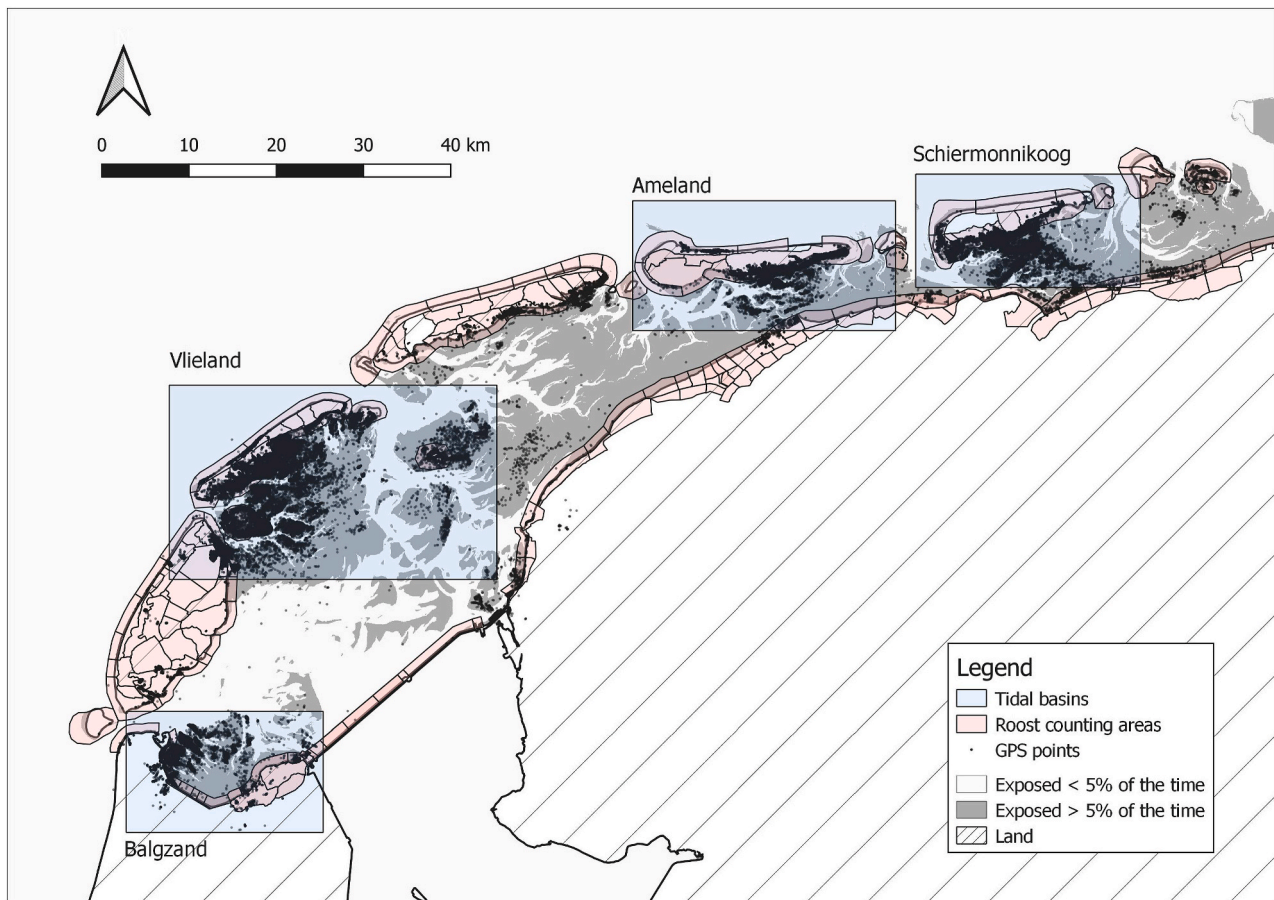 0 10 20 30 40 km
Schiermonnikoog
Ameland
Vlieland
Balgzand
Legend
Tidal basins
Roost counting areas
GPS points
Exposed < 5% of the time
Exposed > 5% of the time
Land